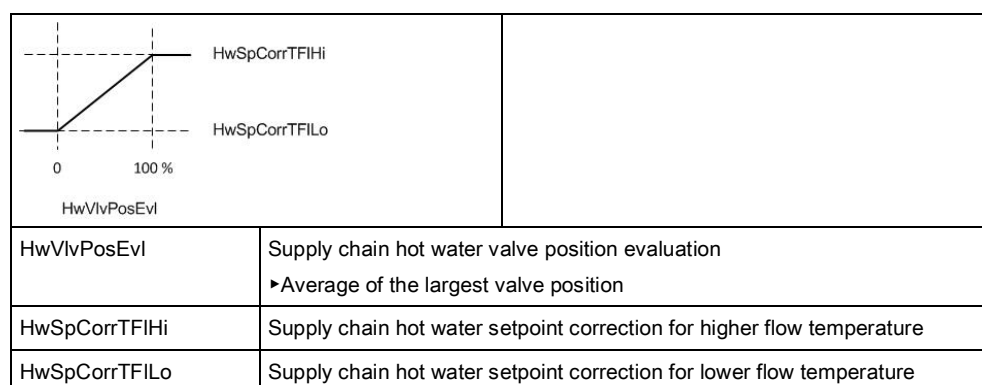 HwSpCorrTFlHi
HwSpCorrTFlLo
0 100 %
HwVlvPosEvl
HwVlvPosEvl Supply chain hot water valve position evaluation
▸Average of the largest valve position
HwSpCorrTFlHi Supply chain hot water setpoint correction for higher flow temperature
HwSpCorrTFlLo Supply chain hot water setpoint correction for lower flow temperature